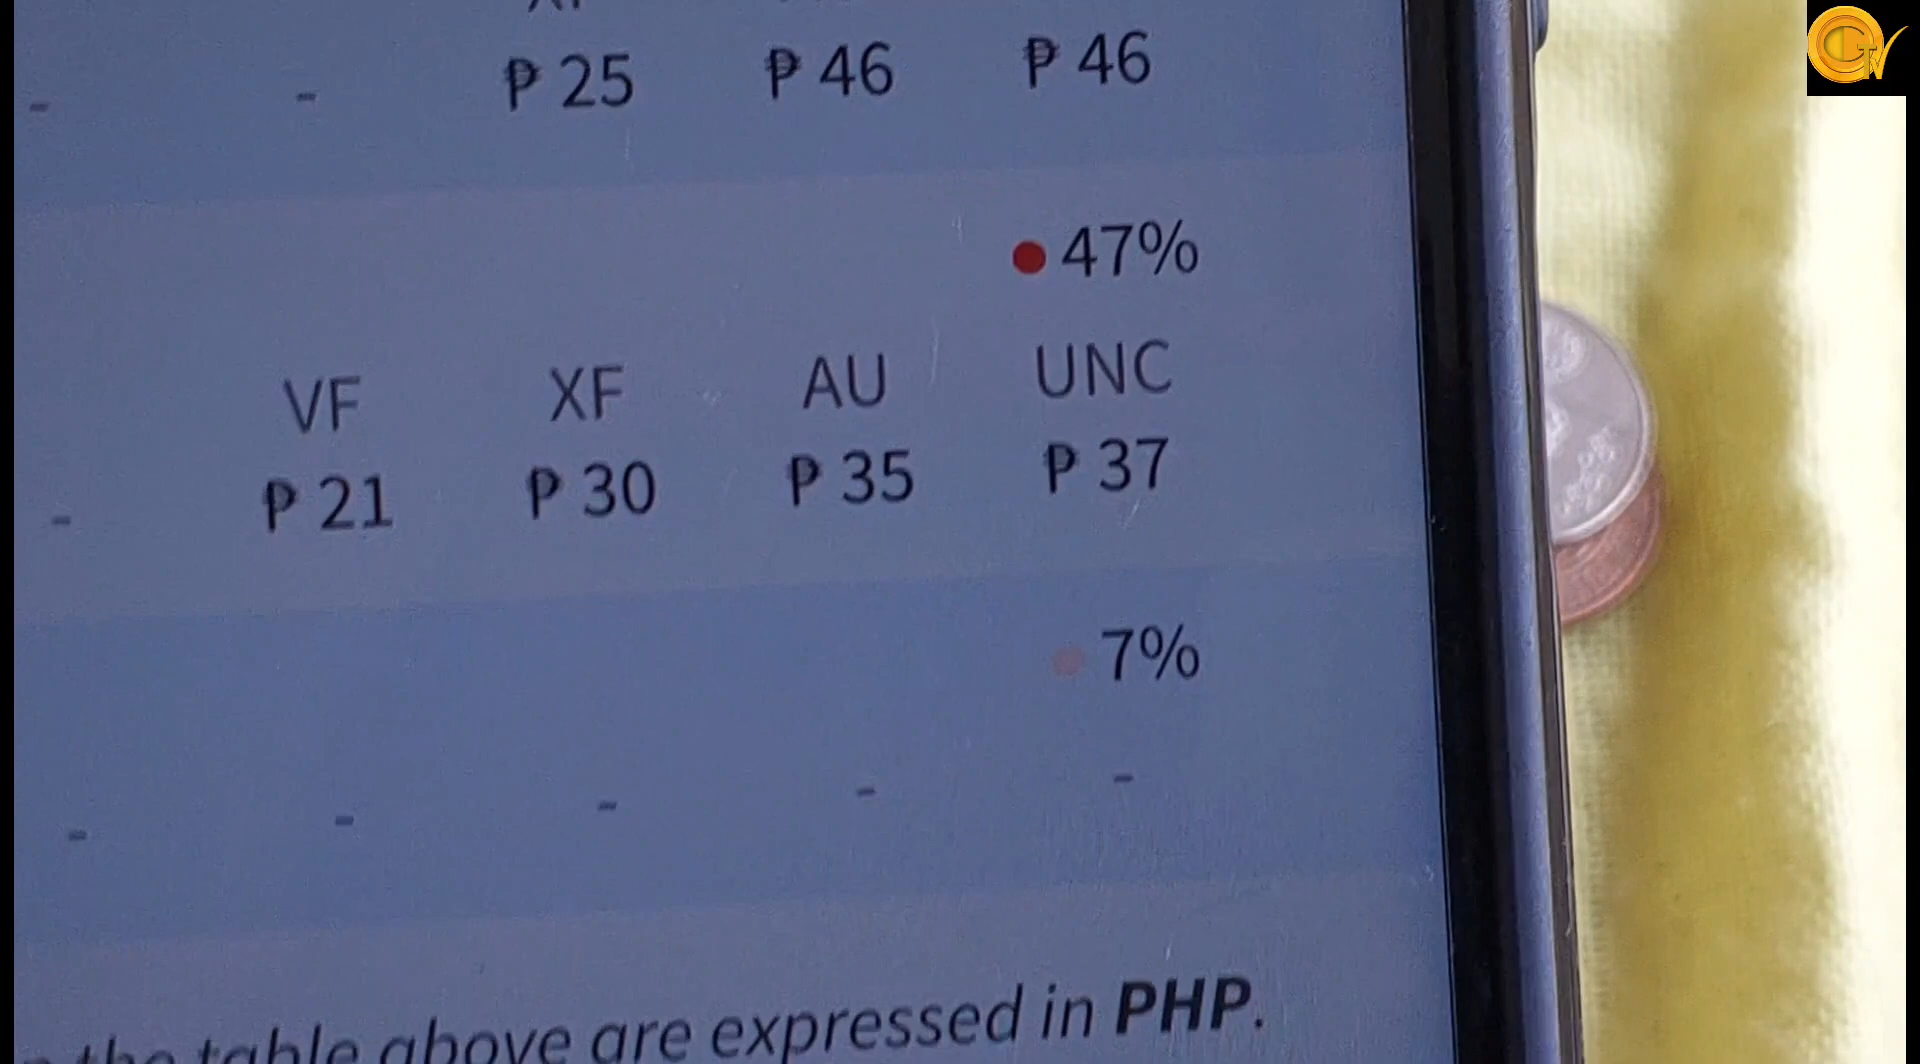 - - ₱ 25 ₱ 46 ₱ 46
47%
VF XF AU UNC
- ₱ 21 ₱ 30 ₱ 35 ₱ 37
7%
- - - - -
the table above are expressed in PHP.